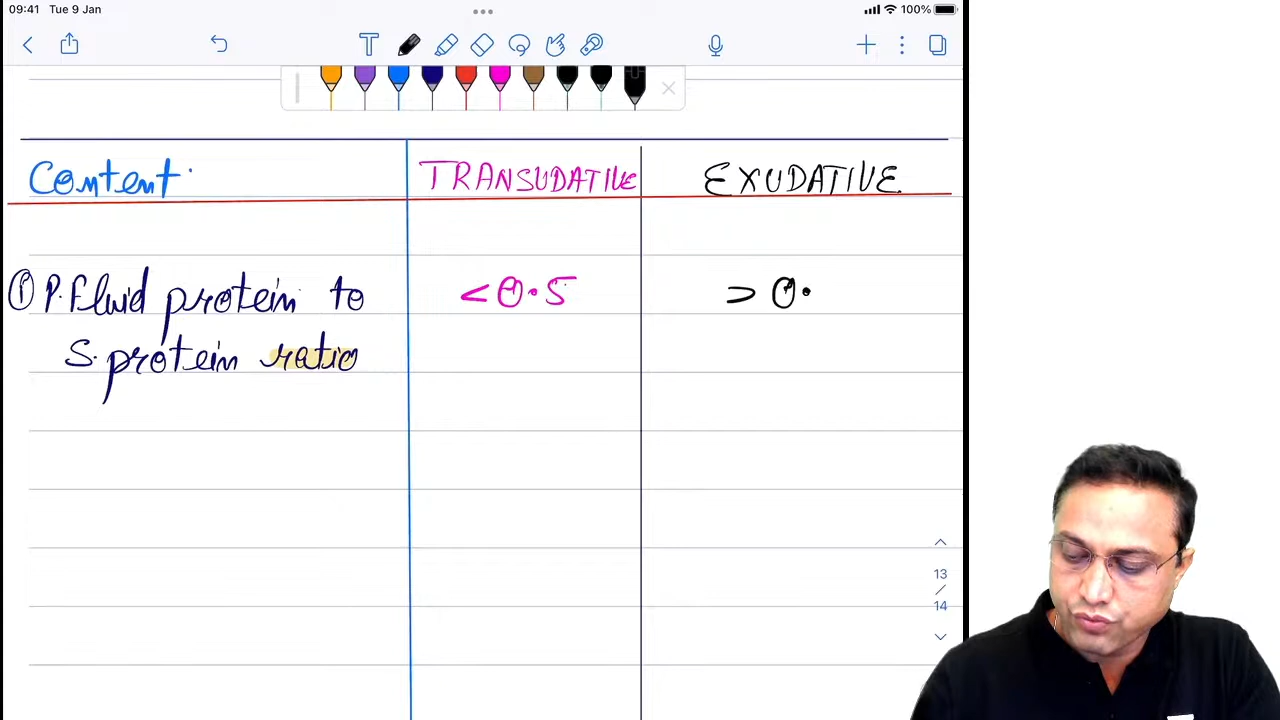 09:41 Tue 9 Jan 100%
T
Content TRANSUDATIVE EXUDATIVE
① P. Fluid protein to <0.5 >0.
S. protein ratio
13
/
14